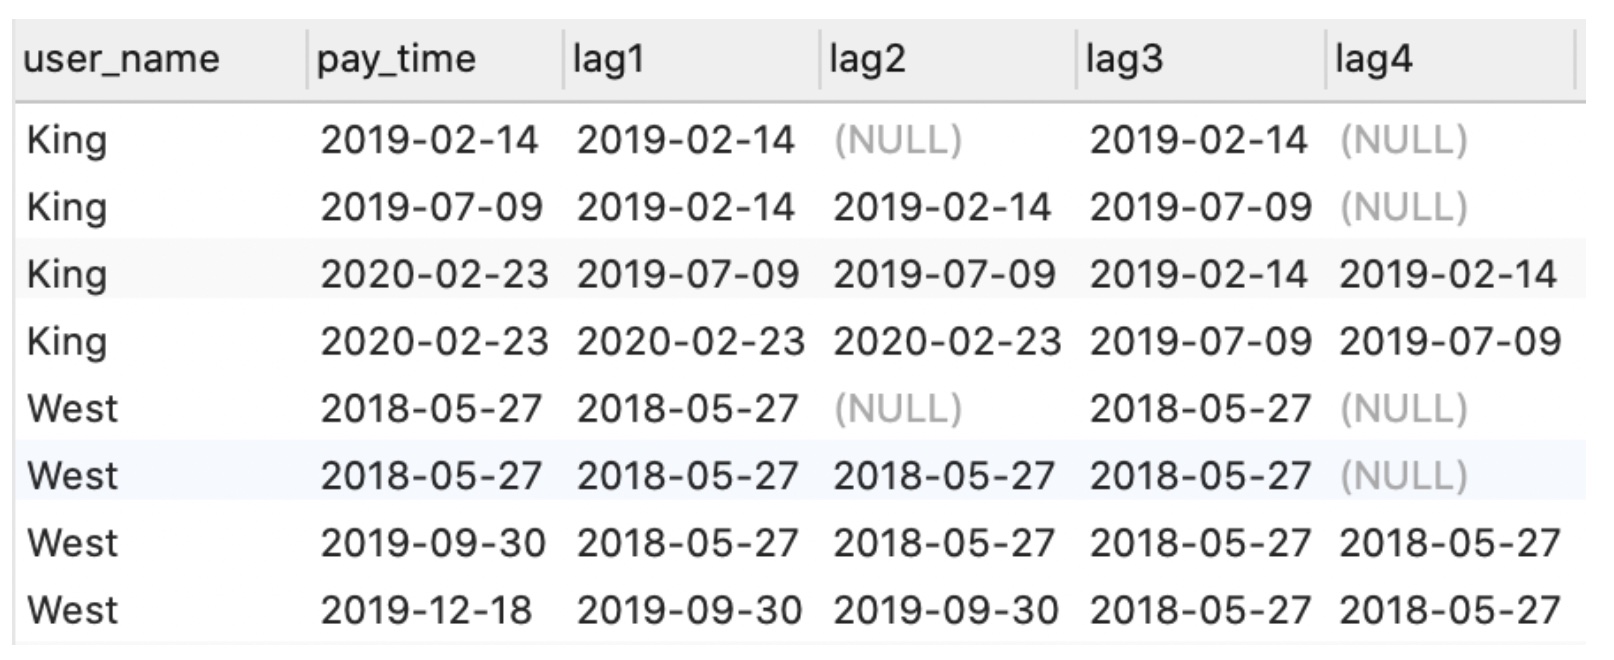 user_name pay_time lag1 lag2 lag3 lag4
King 2019-02-14 2019-02-14 (NULL) 2019-02-14 (NULL)
King 2019-07-09 2019-02-14 2019-02-14 2019-07-09 (NULL)
King 2020-02-23 2019-07-09 2019-07-09 2019-02-14 2019-02-14
King 2020-02-23 2020-02-23 2020-02-23 2019-07-09 2019-07-09
West 2018-05-27 2018-05-27 (NULL) 2018-05-27 (NULL)
West 2018-05-27 2018-05-27 2018-05-27 2018-05-27 (NULL)
West 2019-09-30 2018-05-27 2018-05-27 2018-05-27 2018-05-27
West 2019-12-18 2019-09-30 2019-09-30 2018-05-27 2018-05-27